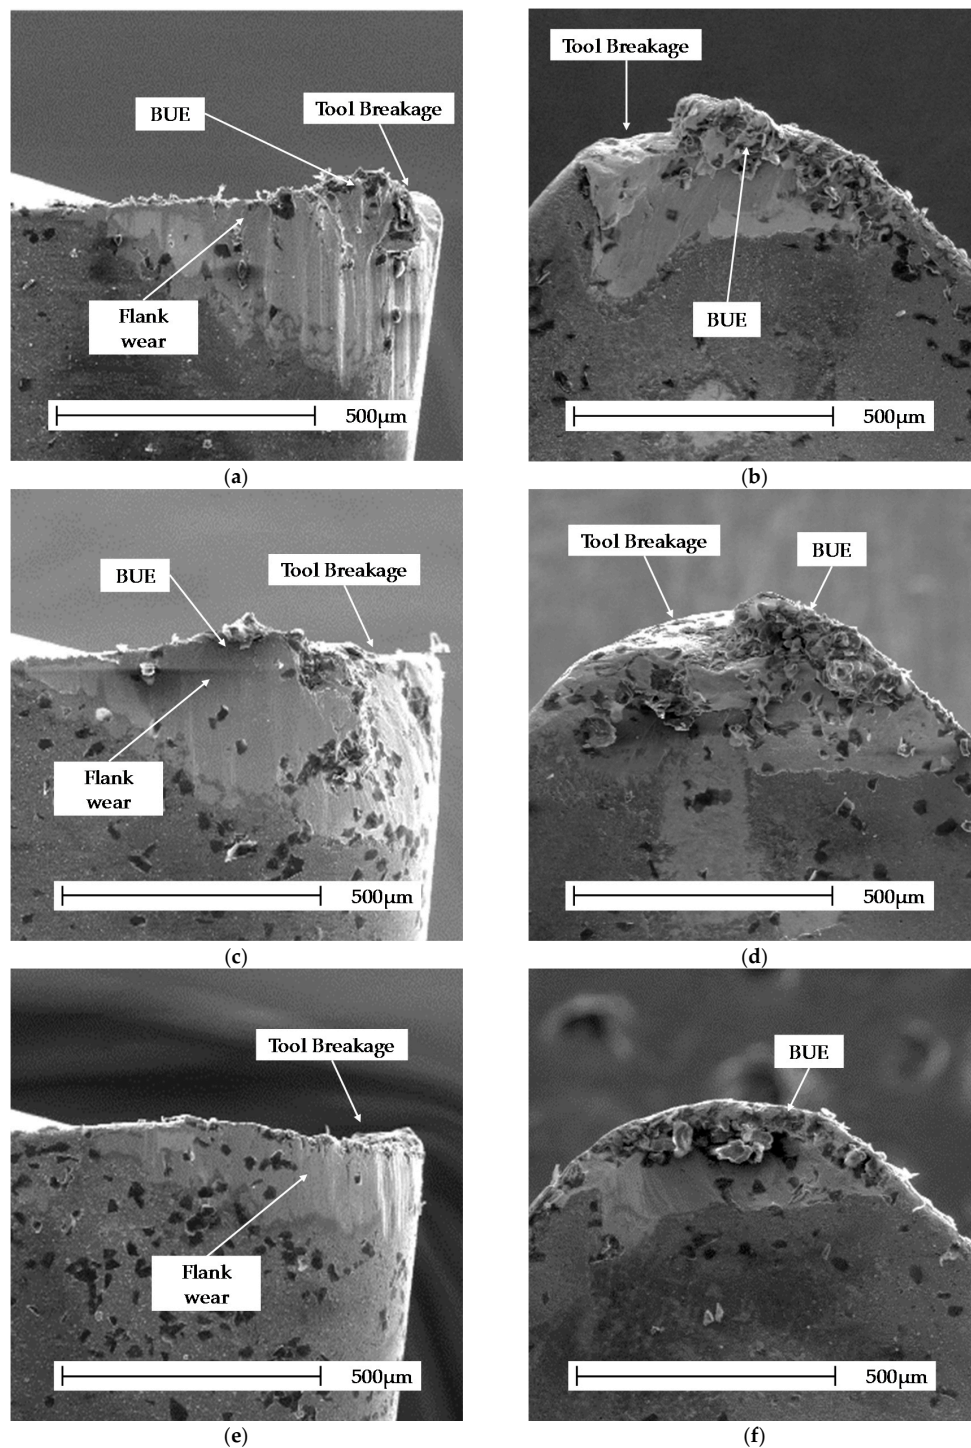 Tool Breakage
BUE
Tool Breakage
Flank
wear
BUE
500µm
500µm
(a)
(b)
Tool Breakage
BUE
BUE
Tool Breakage
Flank
wear
500µm
500µm
(c)
(d)
Tool Breakage
BUE
Flank
wear
500µm
500µm
(e)
(f)